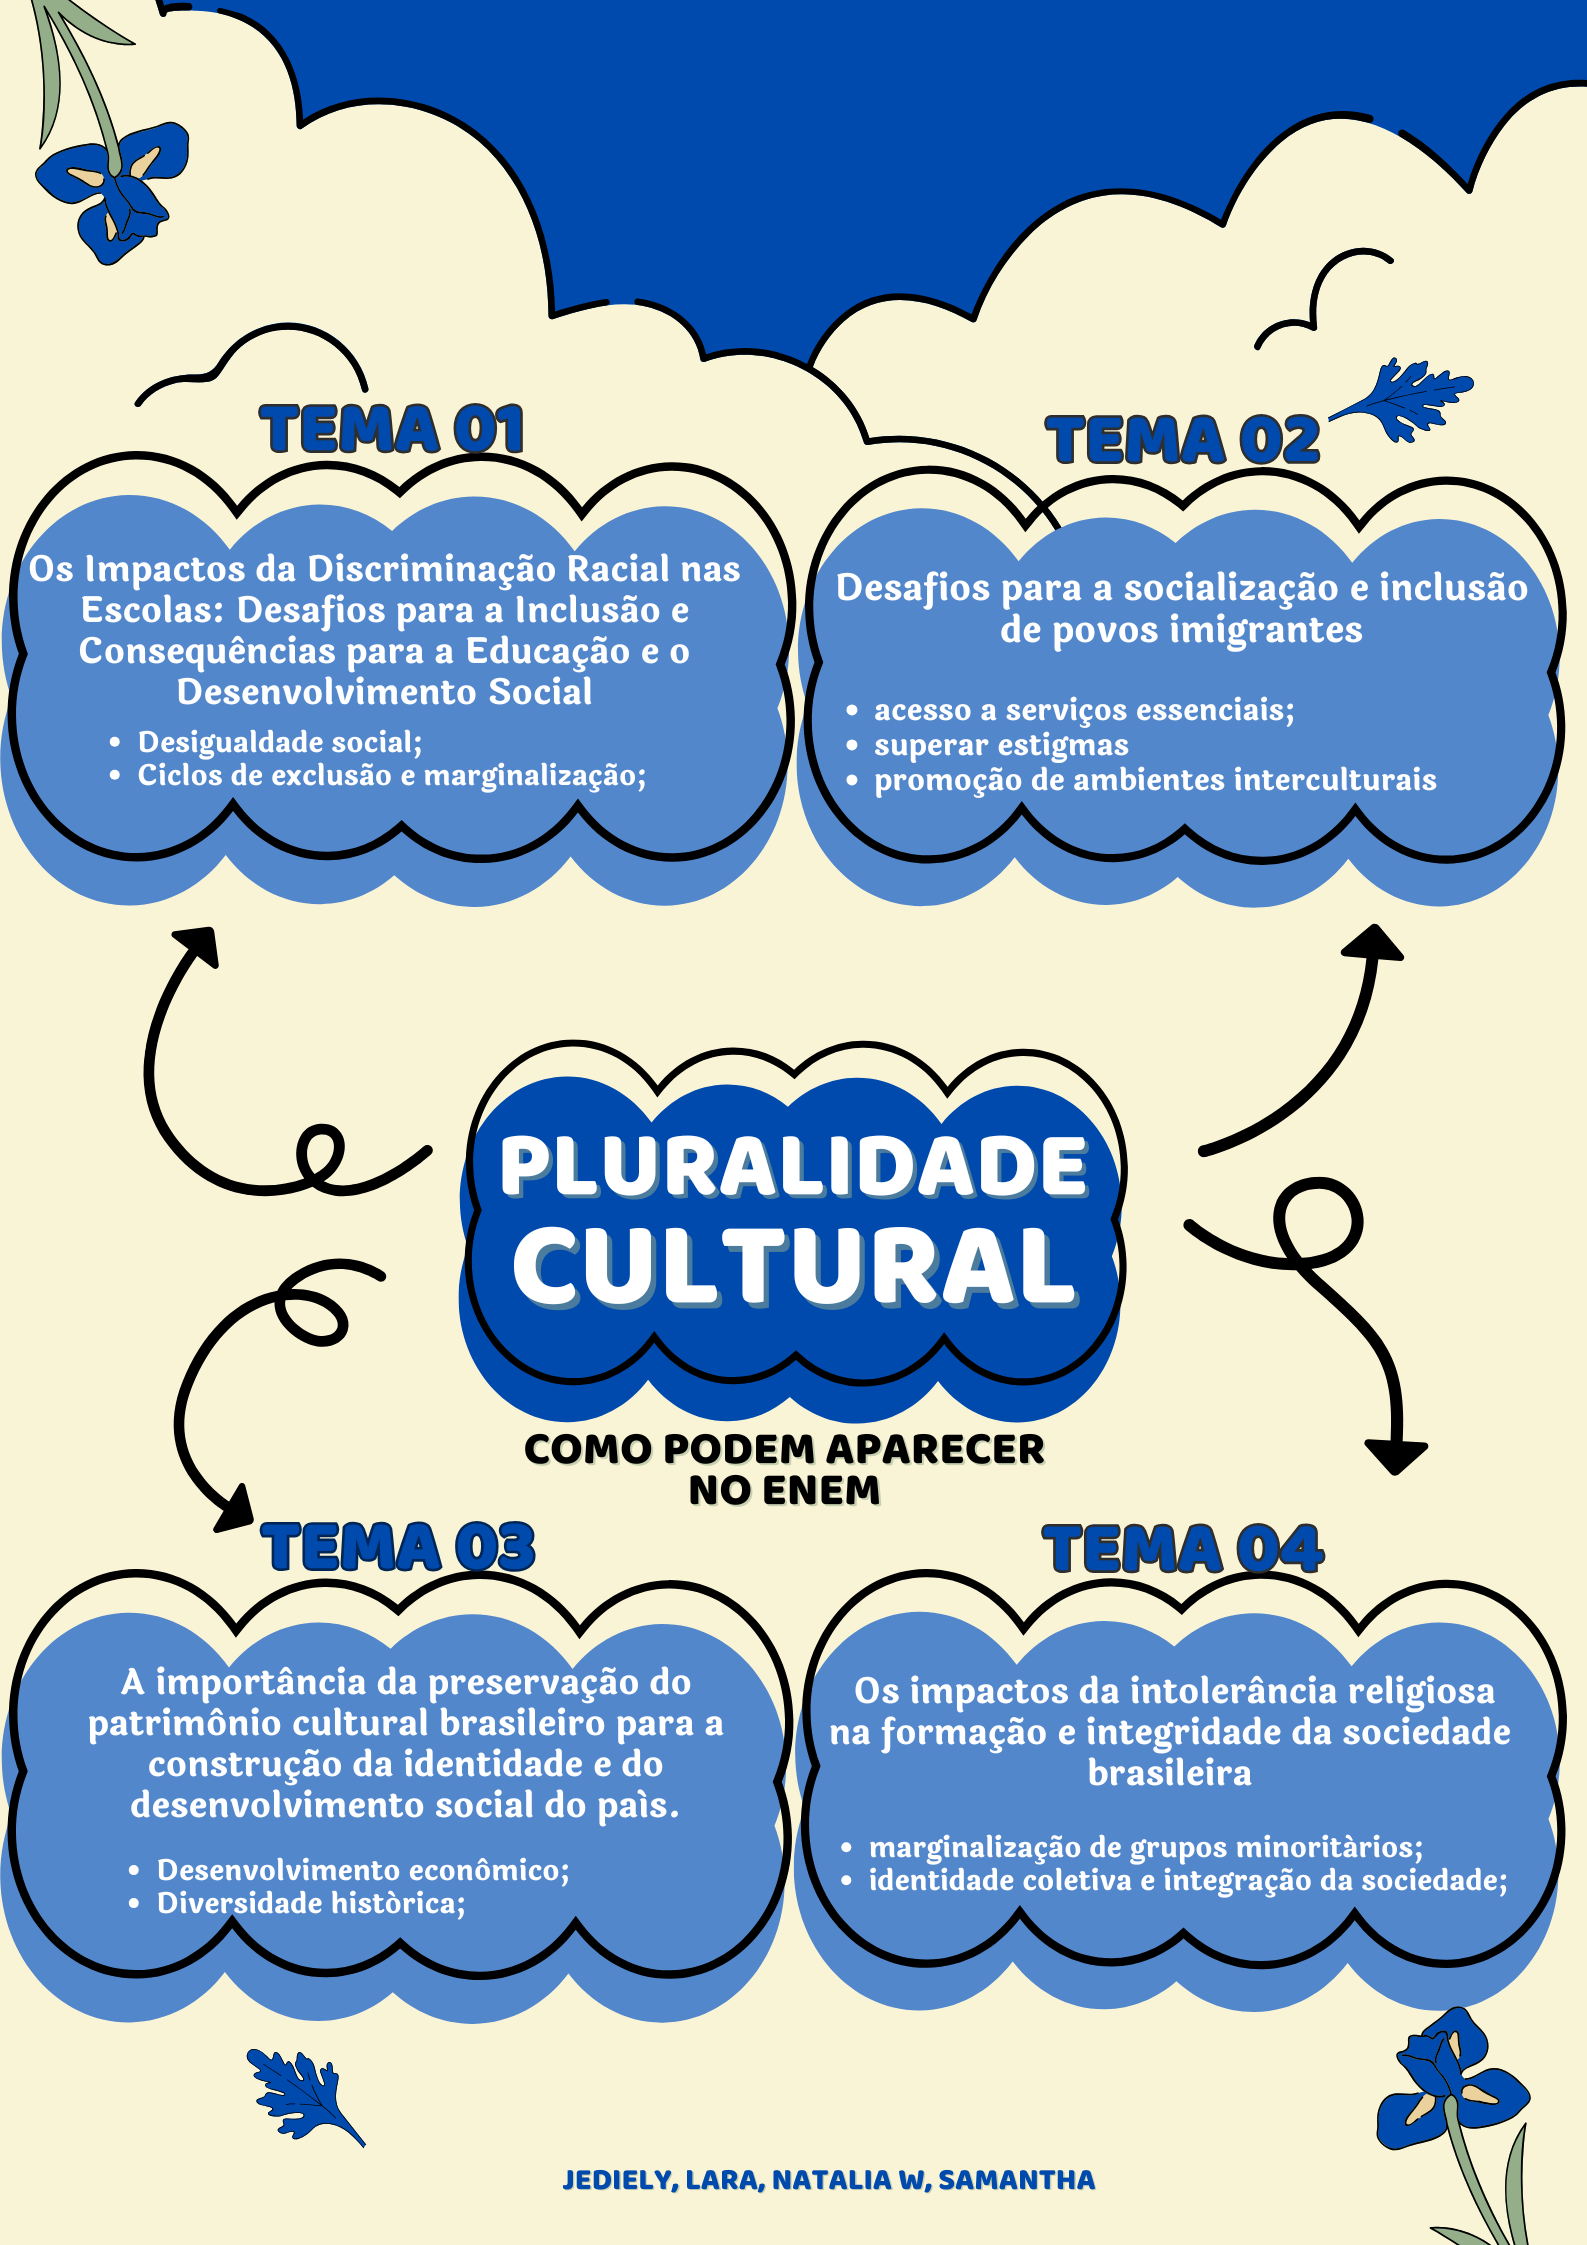 TEMA 01
Os Impactos da Discriminação Racial nas
Escolas: Desafios para a Inclusão e
Consequências para a Educação e o
Desenvolvimento Social
• Desigualdade social;
• Ciclos de exclusão e marginalização;
TEMA 02
Desafios para a socialização e inclusão
de povos imigrantes
• acesso a serviços essenciais;
• superar estigmas
• promoção de ambientes interculturais
PLURALIDADE
CULTURAL
COMO PODEM APARECER
NO ENEM
TEMA 03
A importância da preservação do
patrimônio cultural brasileiro para a
construção da identidade e do
desenvolvimento social do paìs.
• Desenvolvimento econômico;
• Diversidade històrica;
TEMA 04
Os impactos da intolerância religiosa
na formação e integridade da sociedade
brasileira
• marginalização de grupos minoritàrios;
• identidade coletiva e integração da sociedade;
JEDIELY, LARA, NATALIA W, SAMANTHA